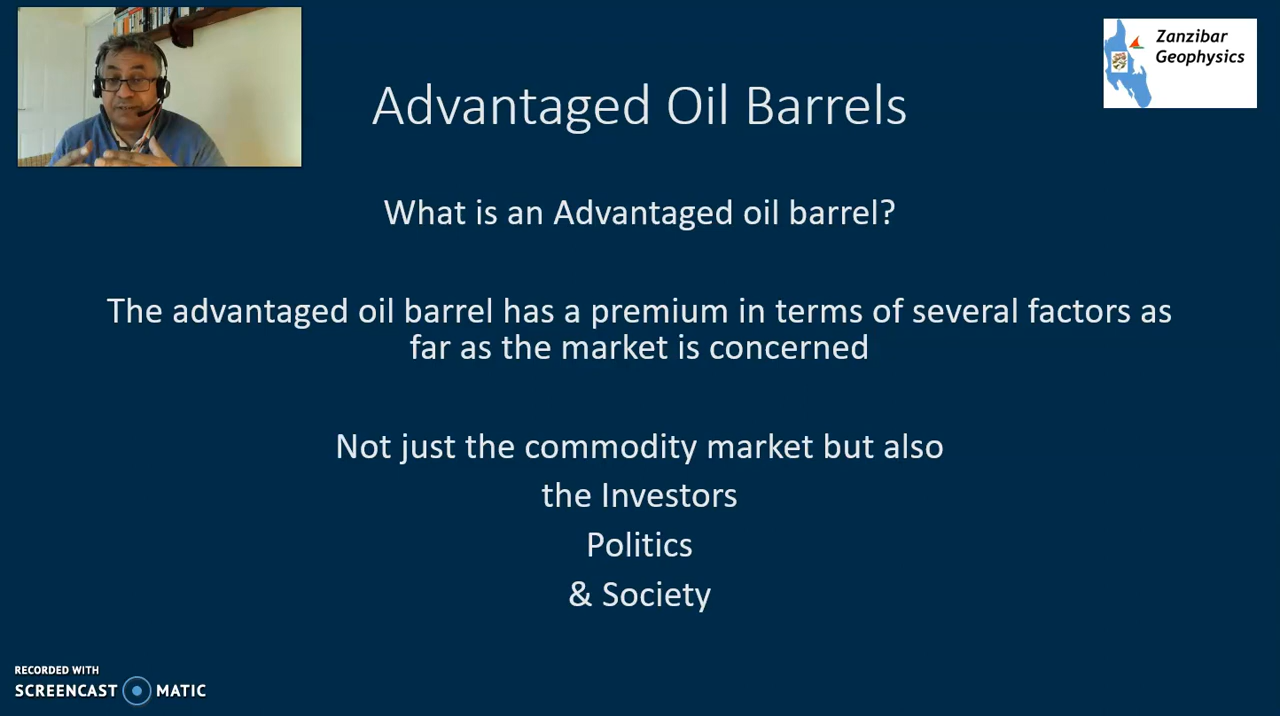 Zanzibar
Geophysics
Advantaged Oil Barrels
What is an Advantaged oil barrel?
The advantaged oil barrel has a premium in terms of several factors as
far as the market is concerned
Not just the commodity market but also
the Investors
Politics
& Society
RECORDED WITH
SCREENCAST MATIC